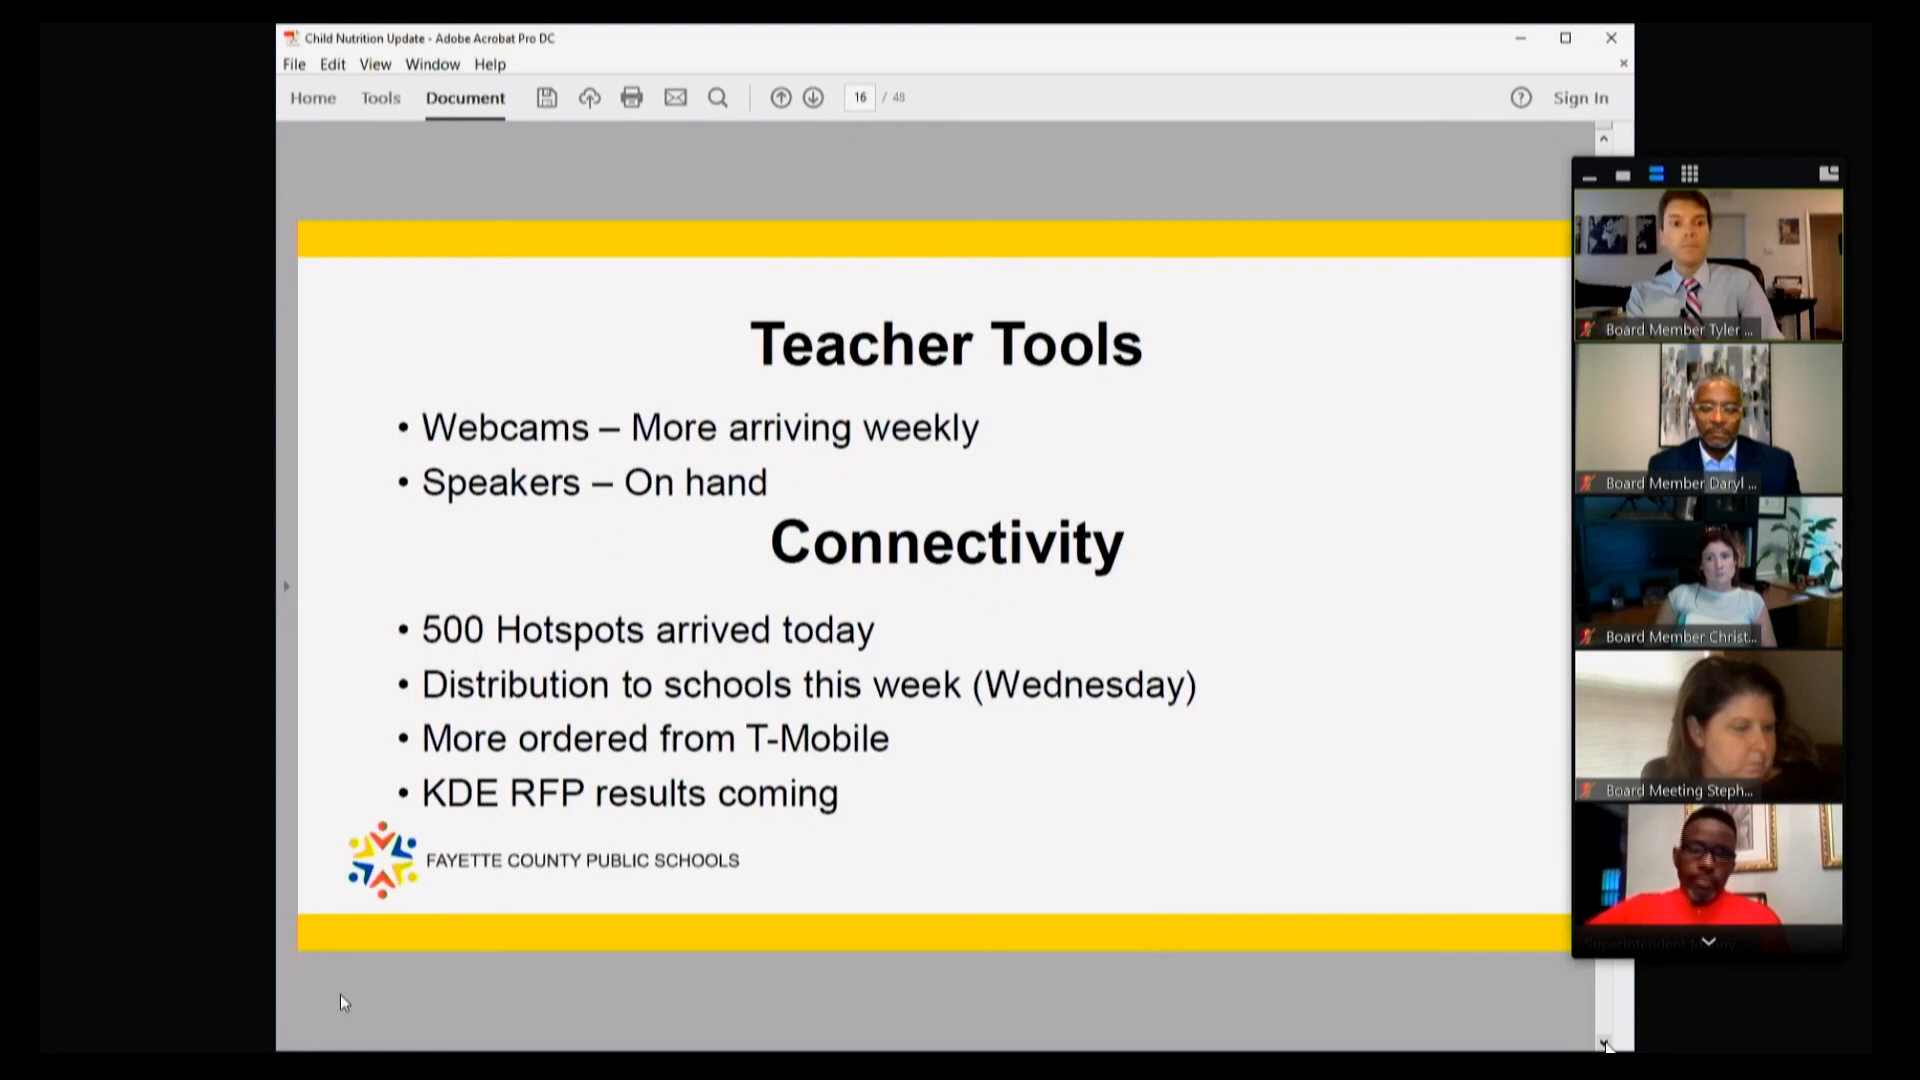 Child Nutrition Update - Adobe Acrobat Pro DC
File Edit View Window Help
Home Tools Document 16 / 48 Sign In
Teacher Tools
• Webcams – More arriving weekly
• Speakers – On hand
Connectivity
• 500 Hotspots arrived today
• Distribution to schools this week (Wednesday)
• More ordered from T-Mobile
• KDE RFP results coming
FAYETTE COUNTY PUBLIC SCHOOLS
Board Member Tyler ...
Board Member Daryl ...
Board Member Christ...
Board Meeting Steph...
Superintendent